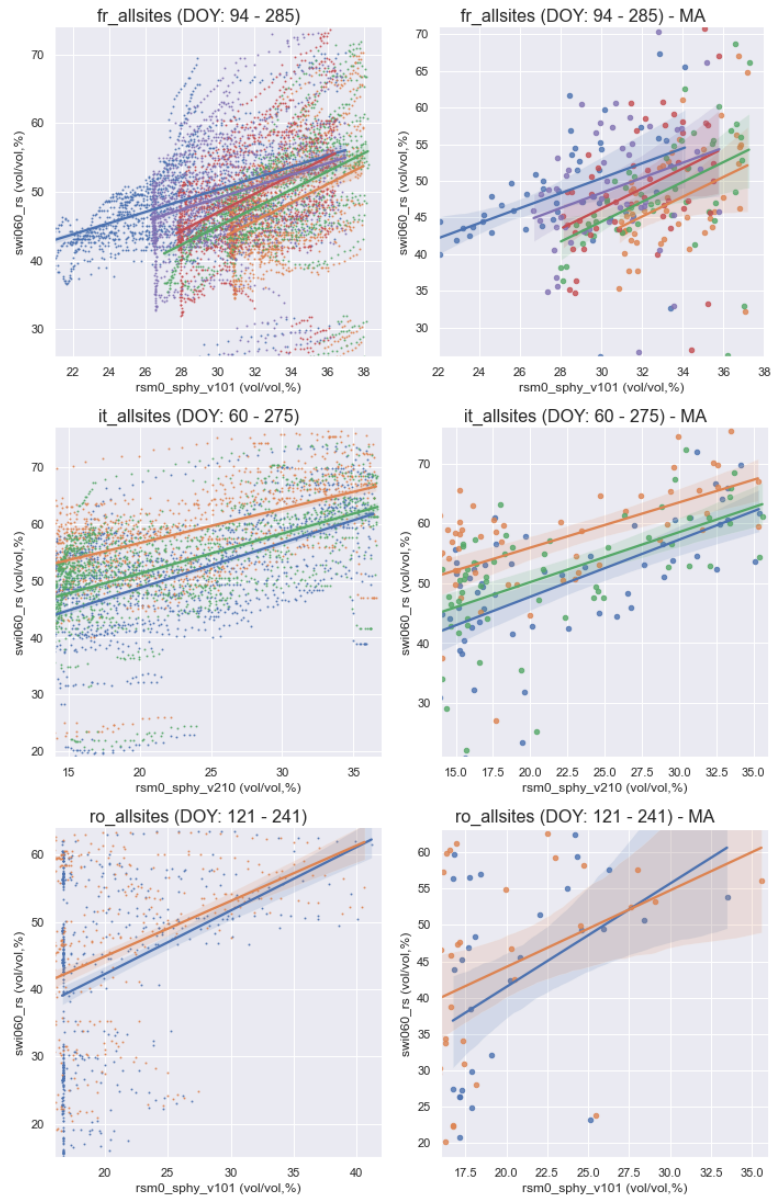 fr_allsites (DOY: 94 - 285)
swi060_rs (vol/vol,%)
70
60
50
40
30
22 24 26 28 30 32 34 36 38
rsm0_sphy_v101 (vol/vol,%)
fr_allsites (DOY: 94 - 285) - MA
swi060_rs (vol/vol,%)
70
65
60
55
50
45
40
35
30
22 24 26 28 30 32 34 36 38
rsm0_sphy_v101 (vol/vol,%)
it_allsites (DOY: 60 - 275)
swi060_rs (vol/vol,%)
70
60
50
40
30
20
15 20 25 30 35
rsm0_sphy_v210 (vol/vol,%)
it_allsites (DOY: 60 - 275) - MA
swi060_rs (vol/vol,%)
70
60
50
40
30
15.0 17.5 20.0 22.5 25.0 27.5 30.0 32.5 35.0
rsm0_sphy_v210 (vol/vol,%)
ro_allsites (DOY: 121 - 241)
swi060_rs (vol/vol,%)
60
50
40
30
20
20 25 30 35 40
rsm0_sphy_v101 (vol/vol,%)
ro_allsites (DOY: 121 - 241) - MA
swi060_rs (vol/vol,%)
60
55
50
45
40
35
30
25
20
17.5 20.0 22.5 25.0 27.5 30.0 32.5 35.0
rsm0_sphy_v101 (vol/vol,%)